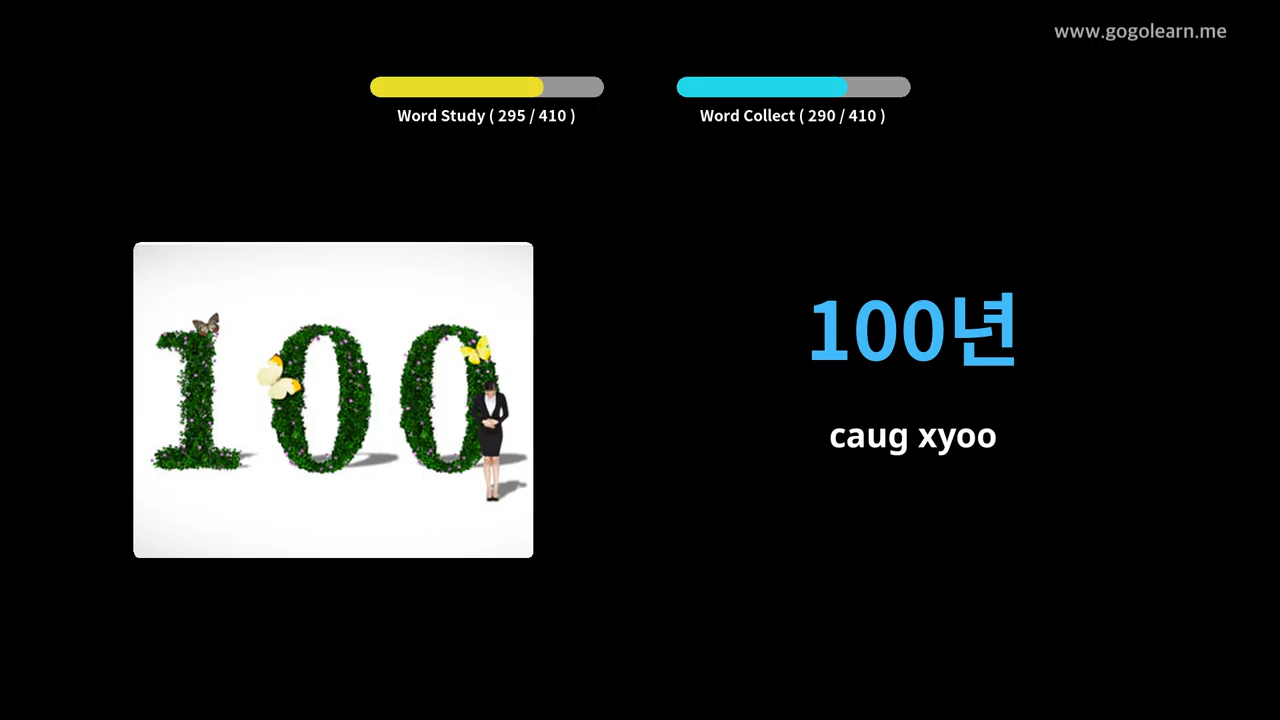 www.gogolearn.me
Word Study ( 295 / 410 )
Word Collect ( 290 / 410 )
100
100년
caug xyoo